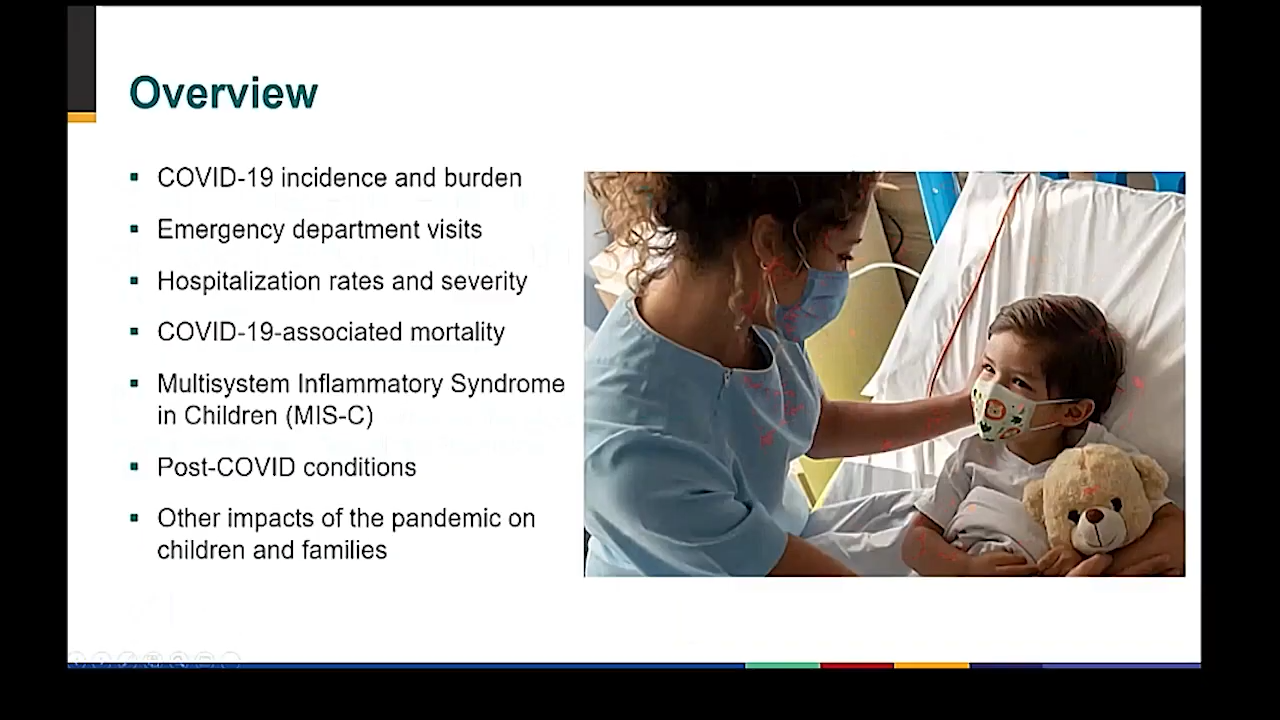 Overview
COVID-19 incidence and burden
Emergency department visits
Hospitalization rates and severity
COVID-19-associated mortality
Multisystem Inflammatory Syndrome
in Children (MIS-C)
Post-COVID conditions
Other impacts of the pandemic on
children and families